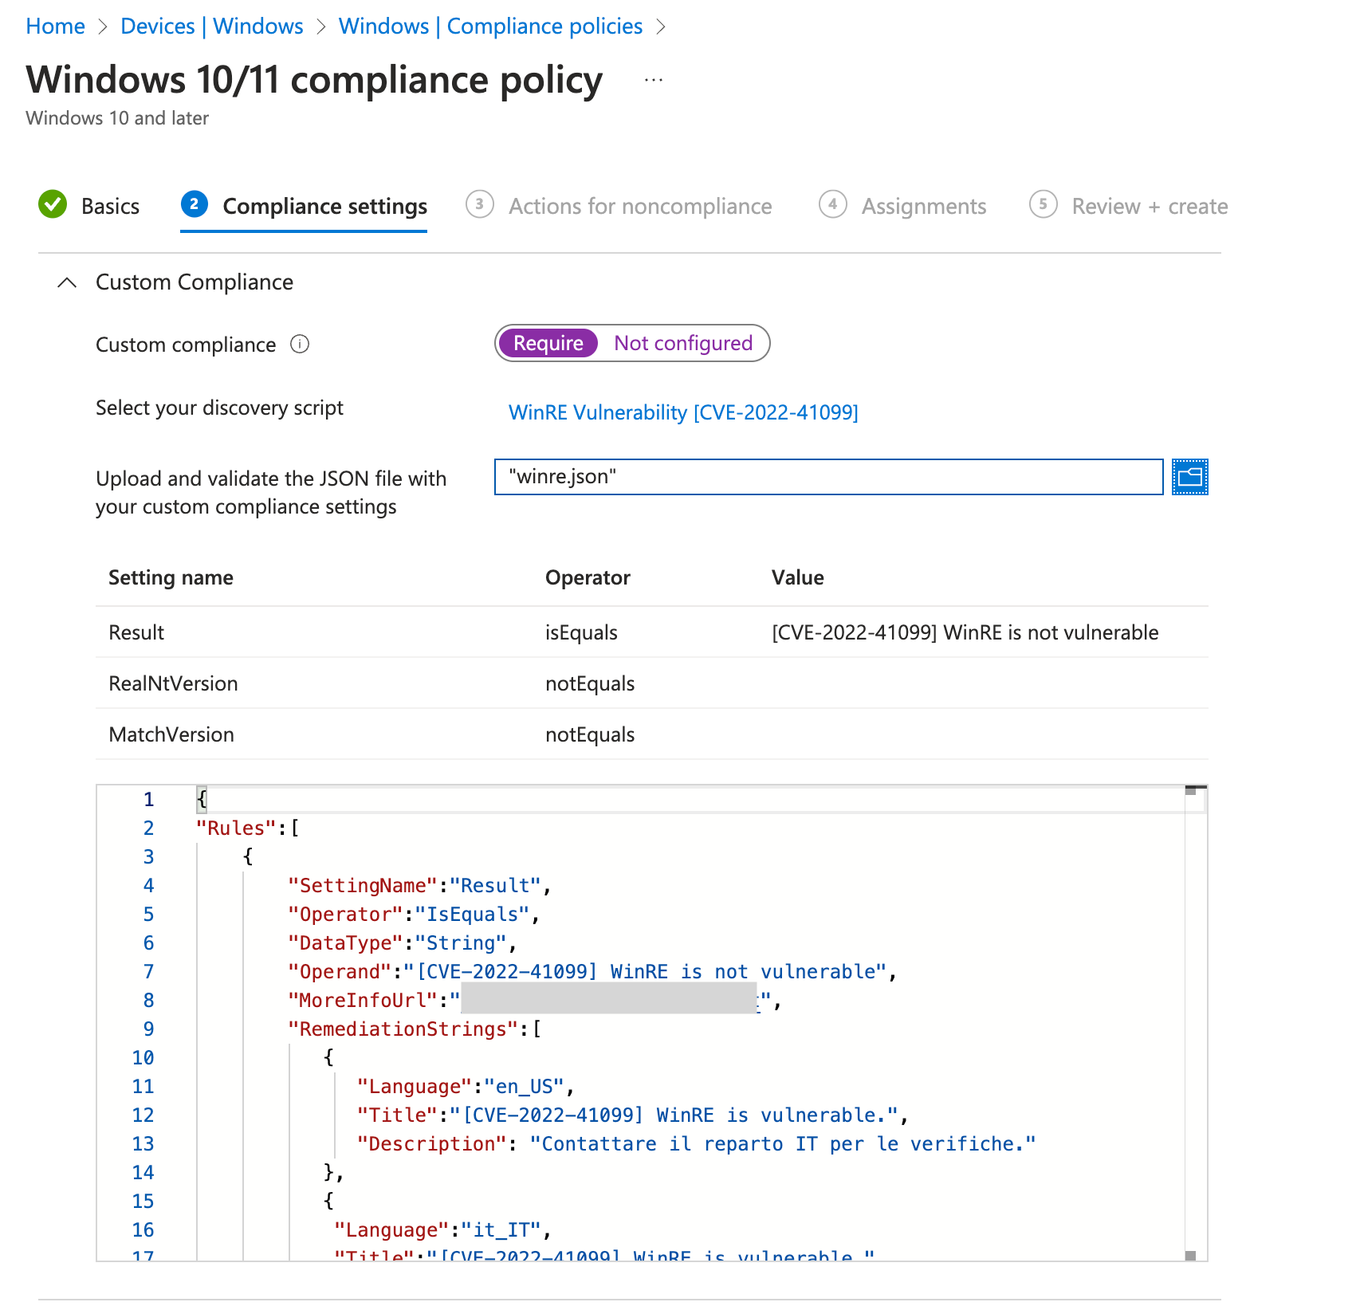 Home > Devices | Windows > Windows | Compliance policies >
Windows 10/11 compliance policy ...
Windows 10 and later
Basics 2 Compliance settings 3 Actions for noncompliance 4 Assignments 5 Review + create
Custom Compliance
Custom compliance Require Not configured
Select your discovery script WinRE Vulnerability [CVE-2022-41099]
Upload and validate the JSON file with "winre.json"
your custom compliance settings
Setting name Operator Value
Result isEquals [CVE-2022-41099] WinRE is not vulnerable
RealNtVersion notEquals
MatchVersion notEquals
1 {
2 "Rules":[
3 {
4 "SettingName":"Result",
5 "Operator":"IsEquals",
6 "DataType":"String",
7 "Operand":"[CVE-2022-41099] WinRE is not vulnerable",
8 "MoreInfoUrl":" ",
9 "RemediationStrings":[
10 {
11 "Language":"en_US",
12 "Title":"[CVE-2022-41099] WinRE is vulnerable.",
13 "Description": "Contattare il reparto IT per le verifiche."
14 },
15 {
16 "Language":"it_IT",
17 "Title":"[CVE-2022-41099] WinRE is vulnerable."